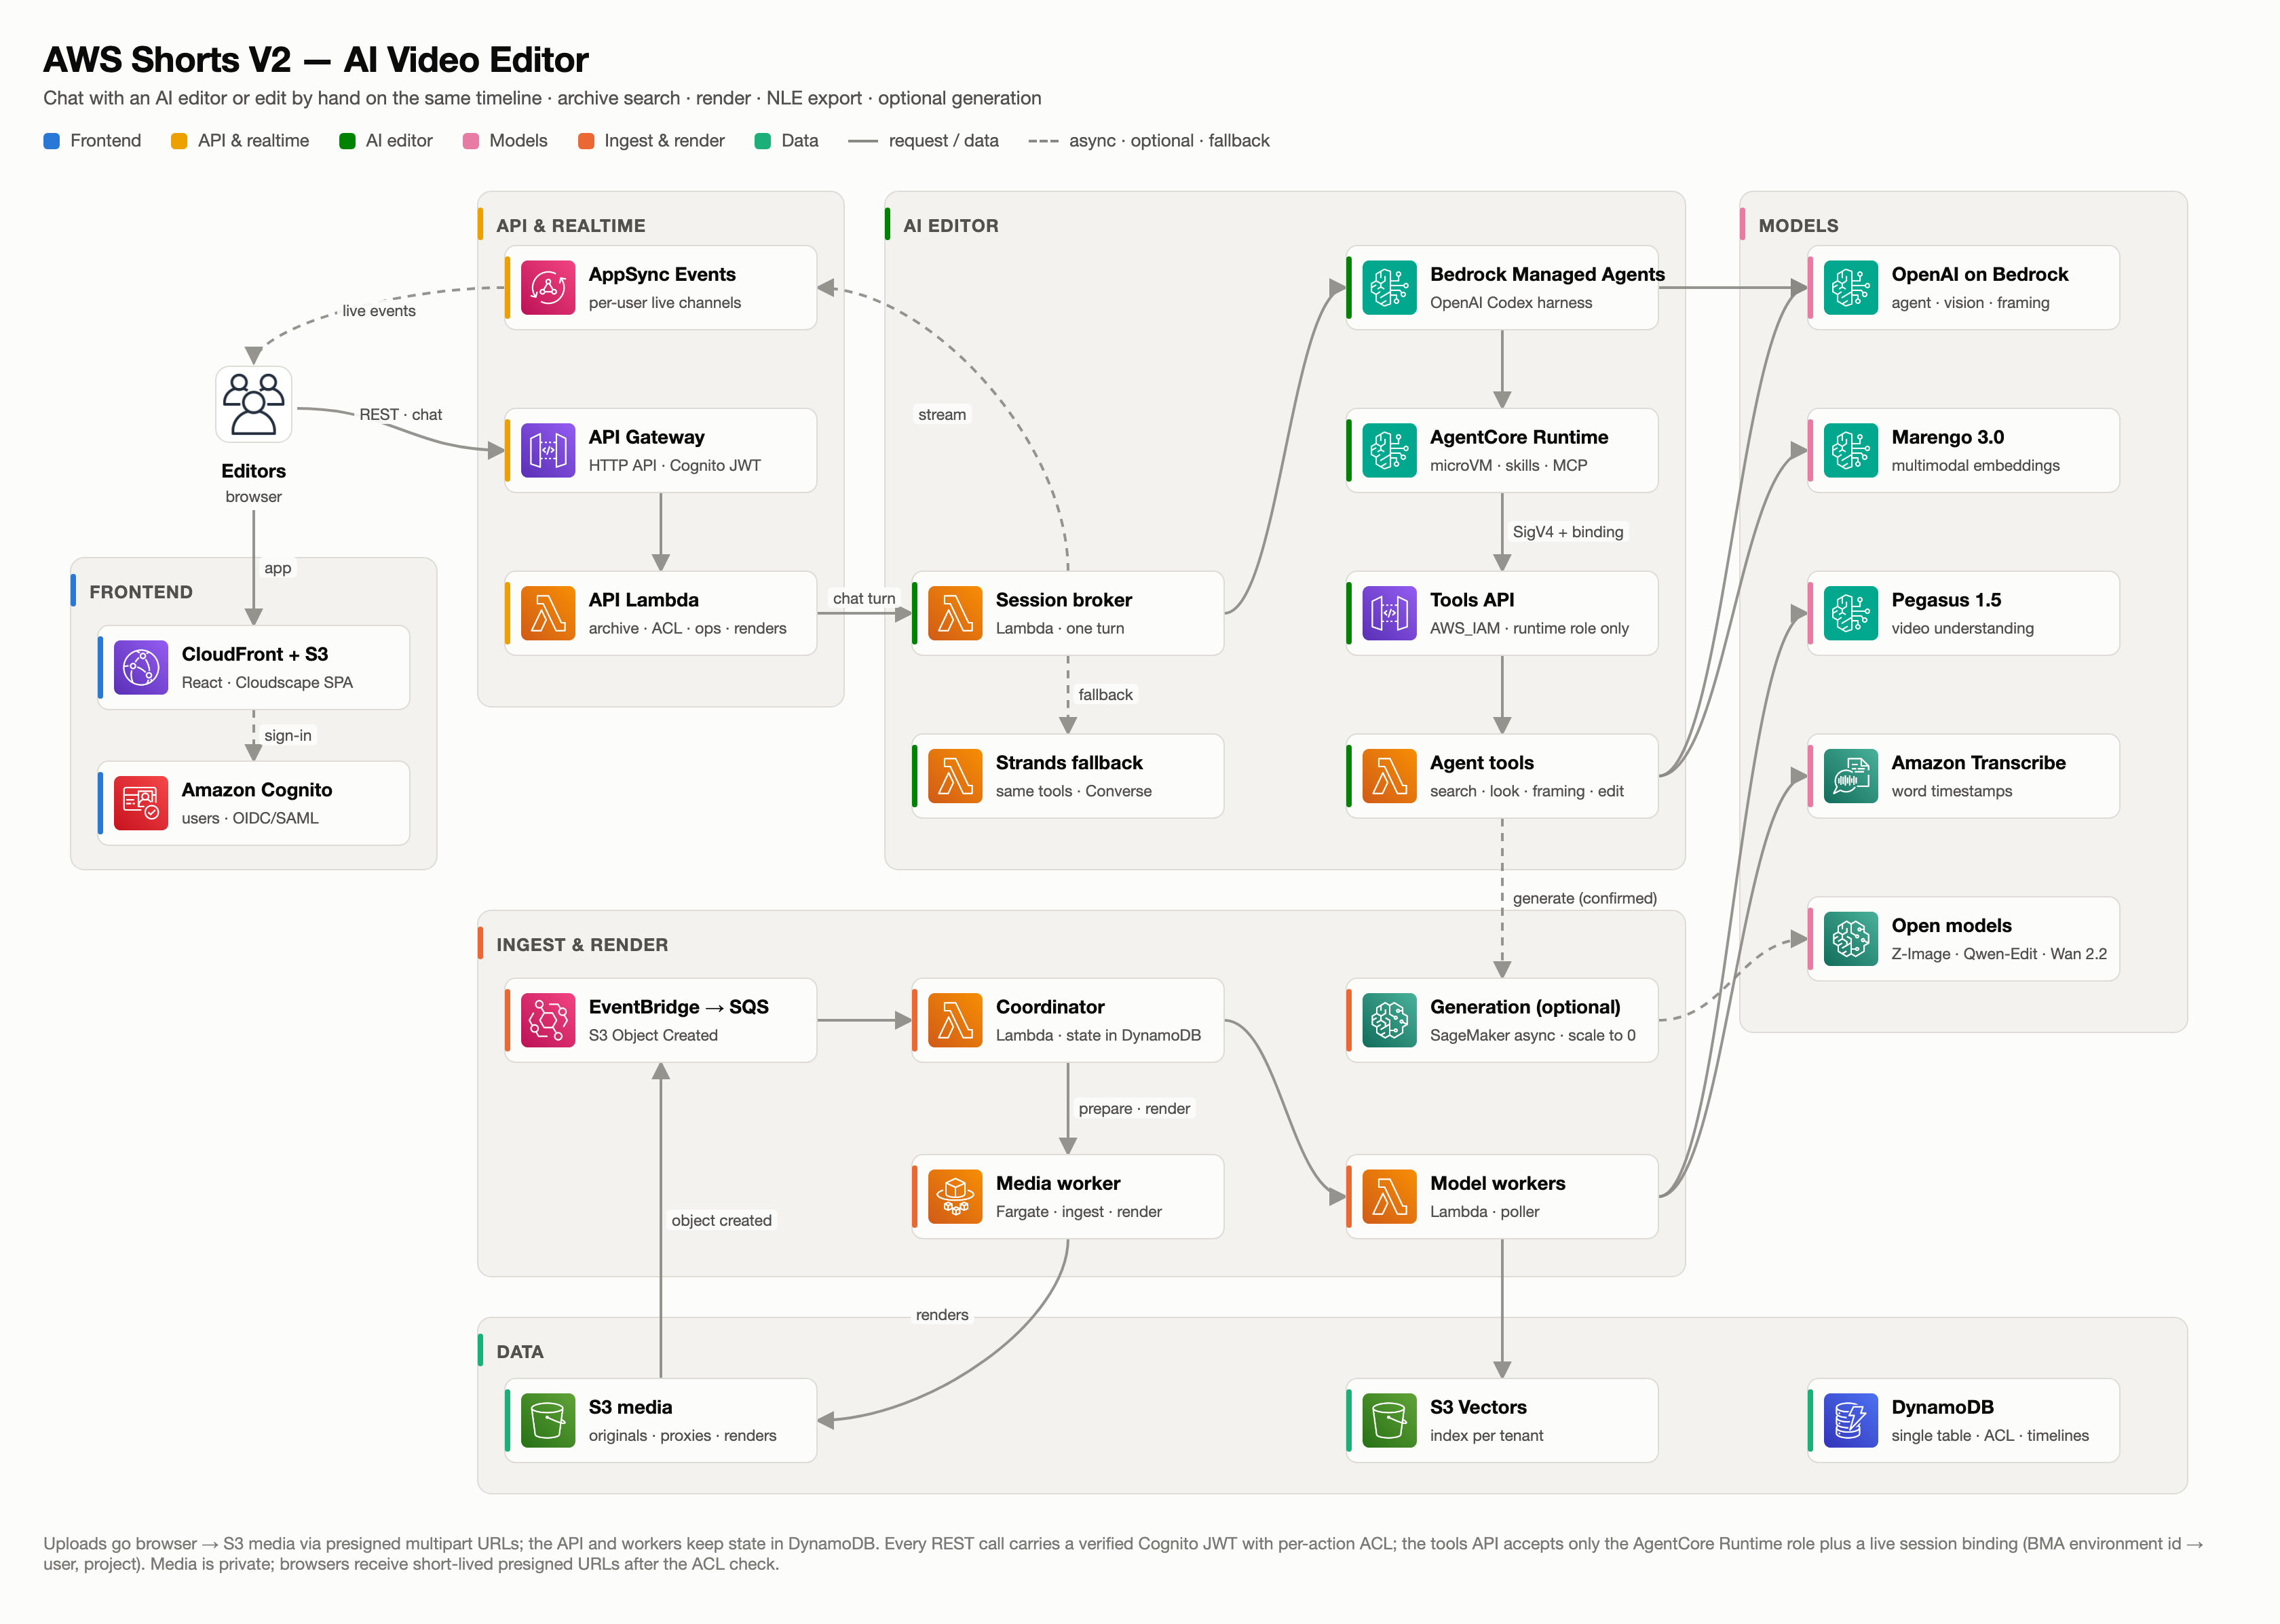 AWS Shorts V2 — AI Video Editor
Chat with an AI editor or edit by hand on the same timeline · archive search · render · NLE export · optional generation
Frontend
API & realtime
AI editor
Models
Ingest & render
Data
request / data
async · optional · fallback
API & REALTIME
AppSync Events
per-user live channels
live events
REST · chat
API Gateway
HTTP API · Cognito JWT
API Lambda
archive · ACL · ops · renders
chat turn
Editors
browser
app
FRONTEND
CloudFront + S3
React · Cloudscape SPA
sign-in
Amazon Cognito
users · OIDC/SAML
AI EDITOR
stream
Session broker
Lambda · one turn
fallback
Strands fallback
same tools · Converse
Bedrock Managed Agents
OpenAI Codex harness
AgentCore Runtime
microVM · skills · MCP
SigV4 + binding
Tools API
AWS_IAM · runtime role only
Agent tools
search · look · framing · edit
generate (confirmed)
MODELS
OpenAI on Bedrock
agent · vision · framing
Marengo 3.0
multimodal embeddings
Pegasus 1.5
video understanding
Amazon Transcribe
word timestamps
Open models
Z-Image · Qwen-Edit · Wan 2.2
INGEST & RENDER
EventBridge → SQS
S3 Object Created
Coordinator
Lambda · state in DynamoDB
Generation (optional)
SageMaker async · scale to 0
prepare · render
Media worker
Fargate · ingest · render
Model workers
Lambda · poller
object created
renders
DATA
S3 media
originals · proxies · renders
S3 Vectors
index per tenant
DynamoDB
single table · ACL · timelines
Uploads go browser → S3 media via presigned multipart URLs; the API and workers keep state in DynamoDB. Every REST call carries a verified Cognito JWT with per-action ACL; the tools API accepts only the AgentCore Runtime role plus a live session binding (BMA environment id →
user, project). Media is private; browsers receive short-lived presigned URLs after the ACL check.